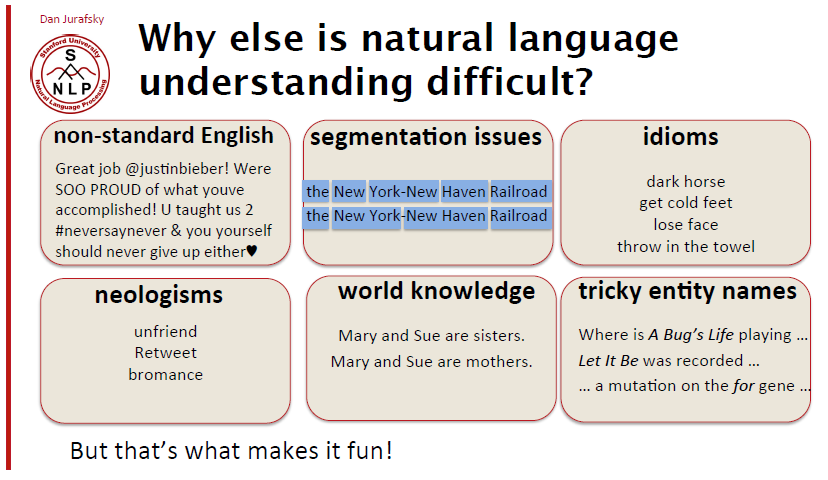 Dan Jurafsky
Stanford University
S
NLP
Natural Language Processing
Why else is natural language
understanding difficult?
non-standard English
Great job @justinbieber! Were
SOO PROUD of what youve
accomplished! U taught us 2
#neversaynever & you yourself
should never give up either♥
segmentation issues
the New York-New Haven Railroad
the New York-New Haven Railroad
idioms
dark horse
get cold feet
lose face
throw in the towel
neologisms
unfriend
Retweet
bromance
world knowledge
Mary and Sue are sisters.
Mary and Sue are mothers.
tricky entity names
Where is A Bug's Life playing …
Let It Be was recorded …
… a mutation on the for gene …
But that's what makes it fun!